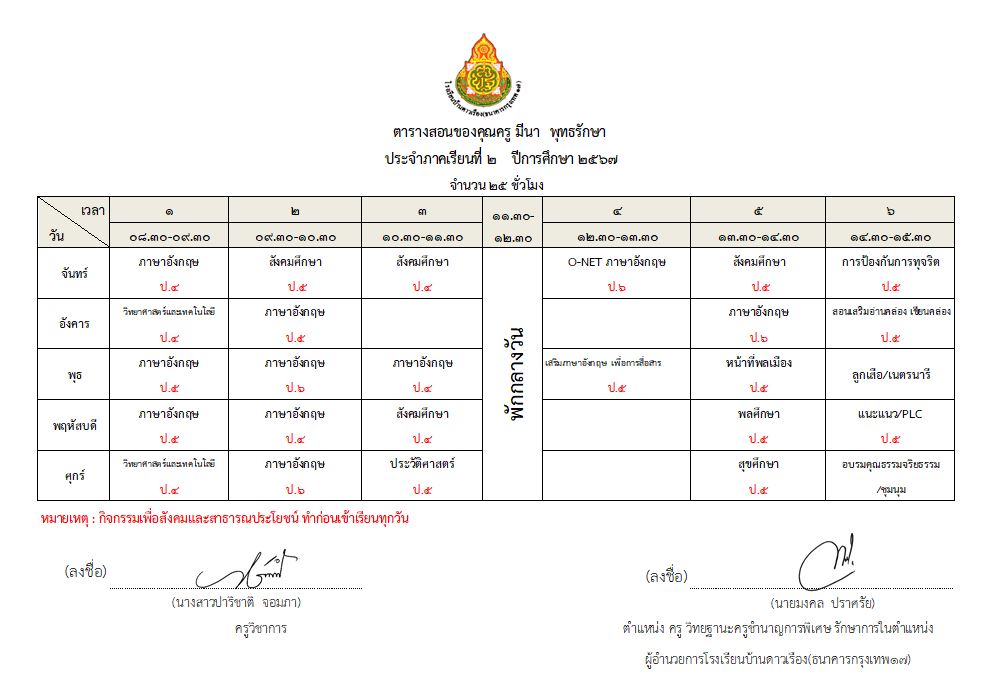 โรงเรียนบ้านดาวเรือง(ธนาคารกรุงเทพ๑๗)
ตารางสอนของคุณครู มีนา พุทธรักษา
ประจำภาคเรียนที่ ๒ ปีการศึกษา ๒๕๖๗
จำนวน ๒๕ ชั่วโมง
เวลา ๑ ๒ ๓ ๑๑.๓๐- ๔ ๕ ๖
วัน ๐๘.๓๐-๐๙.๓๐ ๐๙.๓๐-๑๐.๓๐ ๑๐.๓๐-๑๑.๓๐ ๑๒.๓๐ ๑๒.๓๐-๑๓.๓๐ ๑๓.๓๐-๑๔.๓๐ ๑๔.๓๐-๑๕.๓๐
จันทร์ ภาษาอังกฤษ สังคมศึกษา สังคมศึกษา O-NET ภาษาอังกฤษ สังคมศึกษา การป้องกันการทุจริต
ป.๔ ป.๕ ป.๔ ป.๖ ป.๕ ป.๕
อังคาร วิทยาศาสตร์และเทคโนโลยี ภาษาอังกฤษ ภาษาอังกฤษ สอนเสริมอ่านคล่อง เขียนคล่อง
ป.๔ ป.๕ ป.๖ ป.๕
พักกลางวัน
พุธ ภาษาอังกฤษ ภาษาอังกฤษ ภาษาอังกฤษ เสริมภาษาอังกฤษ เพื่อการสื่อสาร หน้าที่พลเมือง ลูกเสือ/เนตรนารี
ป.๕ ป.๖ ป.๔ ป.๕ ป.๕
พฤหัสบดี ภาษาอังกฤษ ภาษาอังกฤษ สังคมศึกษา พลศึกษา แนะแนว/PLC
ป.๕ ป.๔ ป.๔ ป.๕ ป.๕
ศุกร์ วิทยาศาสตร์และเทคโนโลยี ภาษาอังกฤษ ประวัติศาสตร์ สุขศึกษา อบรมคุณธรรมจริยธรรม
ป.๔ ป.๖ ป.๕ ป.๕ /ชุมนุม
หมายเหตุ : กิจกรรมเพื่อสังคมและสาธารณประโยชน์ ทำก่อนเข้าเรียนทุกวัน
(ลงชื่อ)
(นางสาวปาริชาติ จอมภา)
ครูวิชาการ
(ลงชื่อ)
(นายมงคล ปราศรัย)
ตำแหน่ง ครู วิทยฐานะครูชำนาญการพิเศษ รักษาการในตำแหน่ง
ผู้อำนวยการโรงเรียนบ้านดาวเรือง(ธนาคารกรุงเทพ๑๗)